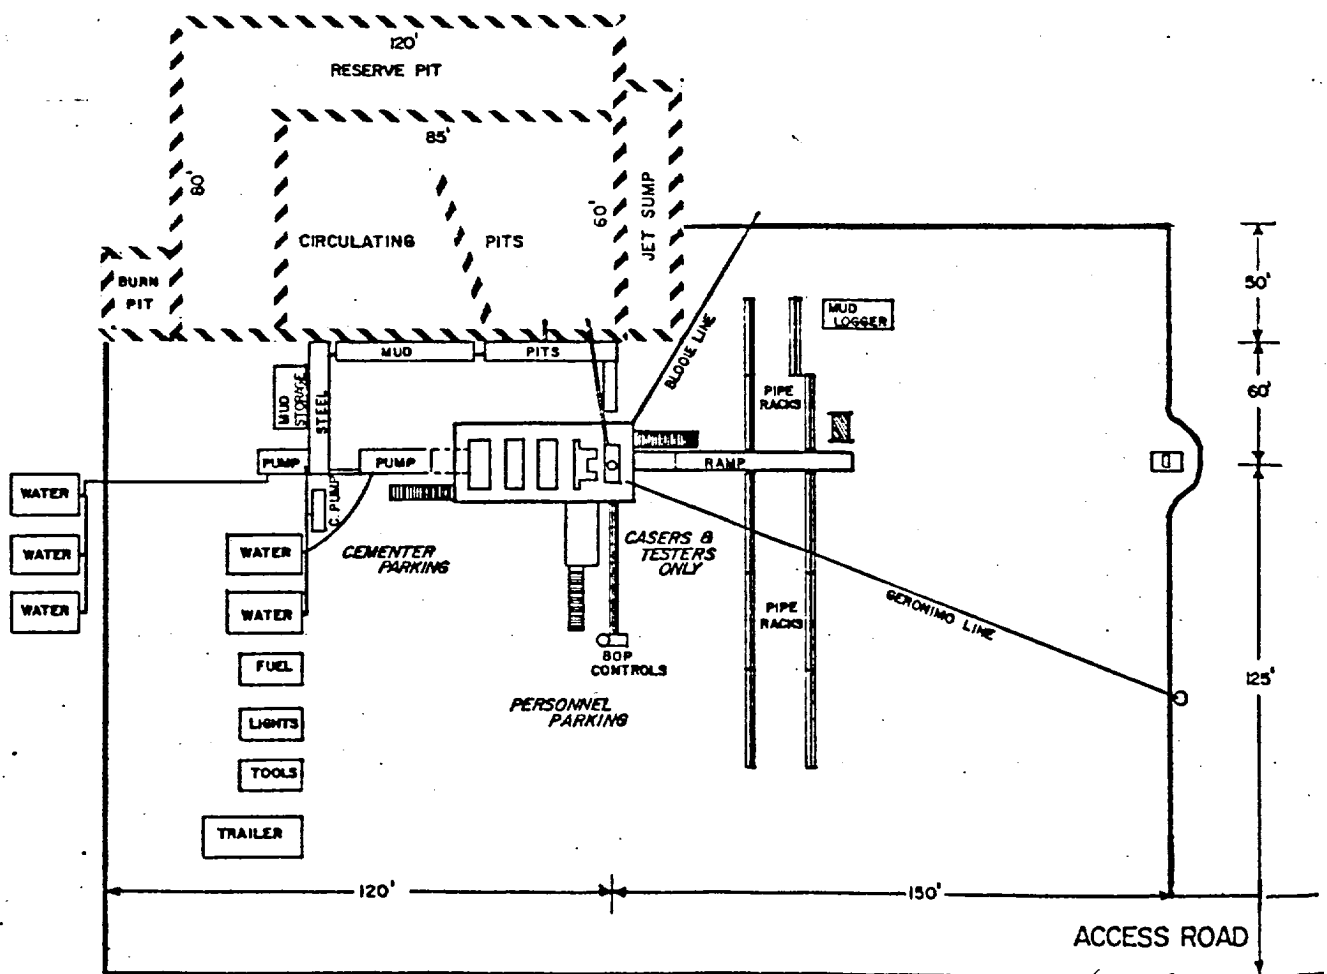 120'
RESERVE PIT
85'
80'
60'
JET SUMP
CIRCULATING PITS
BURN
PIT
50'
MUD
LOGGER
BLOOIE LINE
MUD PITS
MUD
STORAGE
STEEL
PIPE
RACKS
60'
PUMP
PUMP
RAMP
WATER
C. PUMP
WATER
WATER
CEMENTER
PARKING
CASERS &
TESTERS
ONLY
WATER
WATER
GERONIMO LINE
PIPE
RACKS
BOP
CONTROLS
FUEL
125'
PERSONNEL
PARKING
LIGHTS
TOOLS
TRAILER
120'
150'
ACCESS ROAD